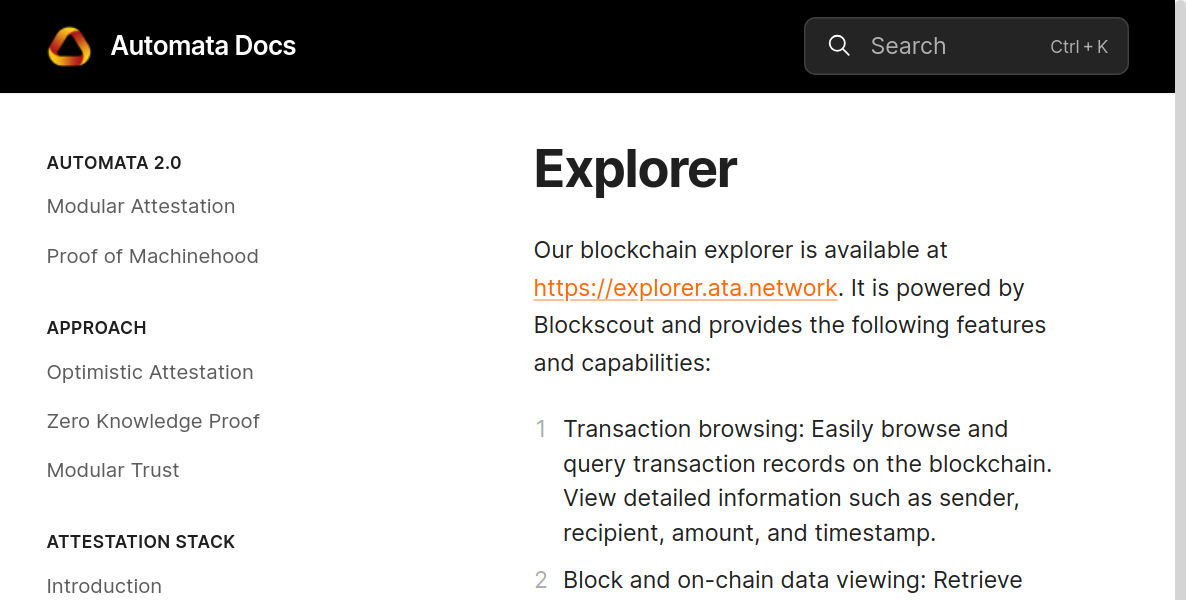 Automata Docs
Search
Ctrl + K
AUTOMATA 2.0
Modular Attestation
Proof of Machinehood
APPROACH
Optimistic Attestation
Zero Knowledge Proof
Modular Trust
ATTESTATION STACK
Introduction
Explorer
Our blockchain explorer is available at
https://explorer.ata.network. It is powered by
Blockscout and provides the following features
and capabilities:
1 Transaction browsing: Easily browse and
query transaction records on the blockchain.
View detailed information such as sender,
recipient, amount, and timestamp.
2 Block and on-chain data viewing: Retrieve